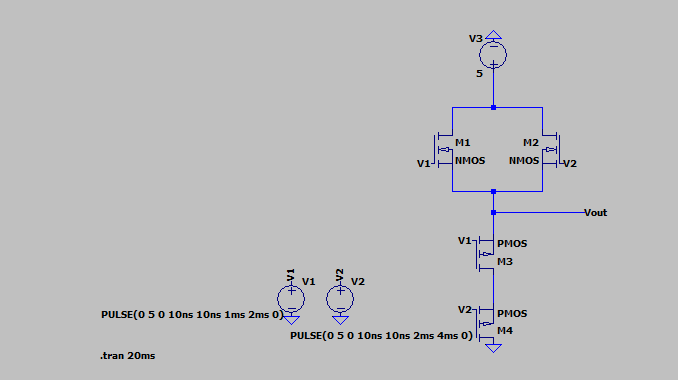 V3
5
M1
M2
V1
NMOS
NMOS
V2
Vout
V1
PMOS
M3
V1
V1
V2
V2
V2
PMOS
M4
PULSE(0 5 0 10ns 10ns 1ms 2ms 0)
PULSE(0 5 0 10ns 10ns 2ms 4ms 0)
.tran 20ms